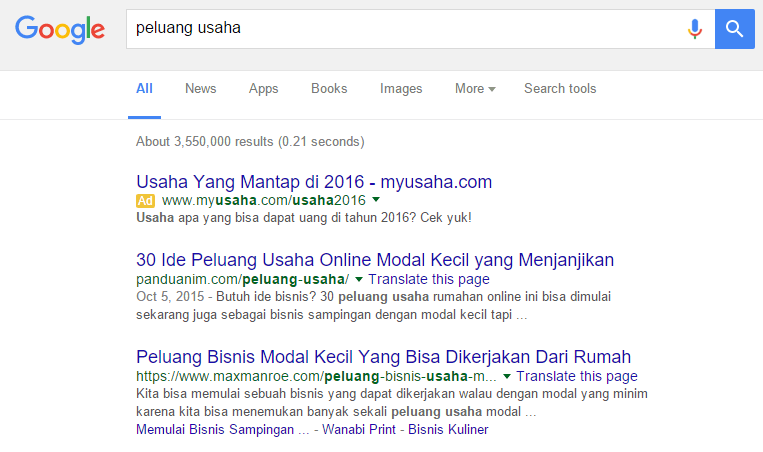 Google
peluang usaha
All News Apps Books Images More Search tools
About 3,550,000 results (0.21 seconds)
Usaha Yang Mantap di 2016 - myusaha.com
Ad www.myusaha.com/usaha2016
Usaha apa yang bisa dapat uang di tahun 2016? Cek yuk!
30 Ide Peluang Usaha Online Modal Kecil yang Menjanjikan
panduanim.com/peluang-usaha/ Translate this page
Oct 5, 2015 - Butuh ide bisnis? 30 peluang usaha rumahan online ini bisa dimulai
sekarang juga sebagai bisnis sampingan dengan modal kecil tapi ...
Peluang Bisnis Modal Kecil Yang Bisa Dikerjakan Dari Rumah
https://www.maxmanroe.com/peluang-bisnis-usaha-m... Translate this page
Kita bisa memulai sebuah bisnis yang dapat dikerjakan walau dengan modal yang minim
karena kita bisa menemukan banyak sekali peluang usaha modal ...
Memulai Bisnis Sampingan ... - Wanabi Print - Bisnis Kuliner